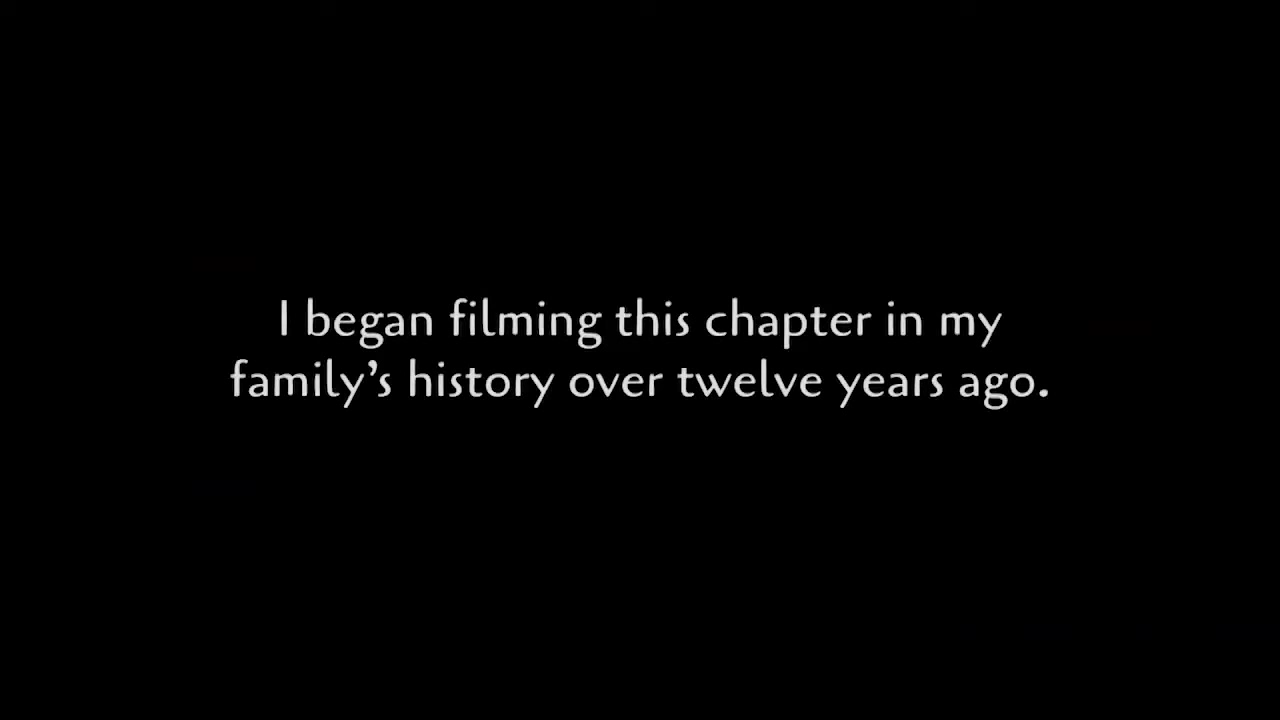 I began filming this chapter in my
family’s history over twelve years ago.